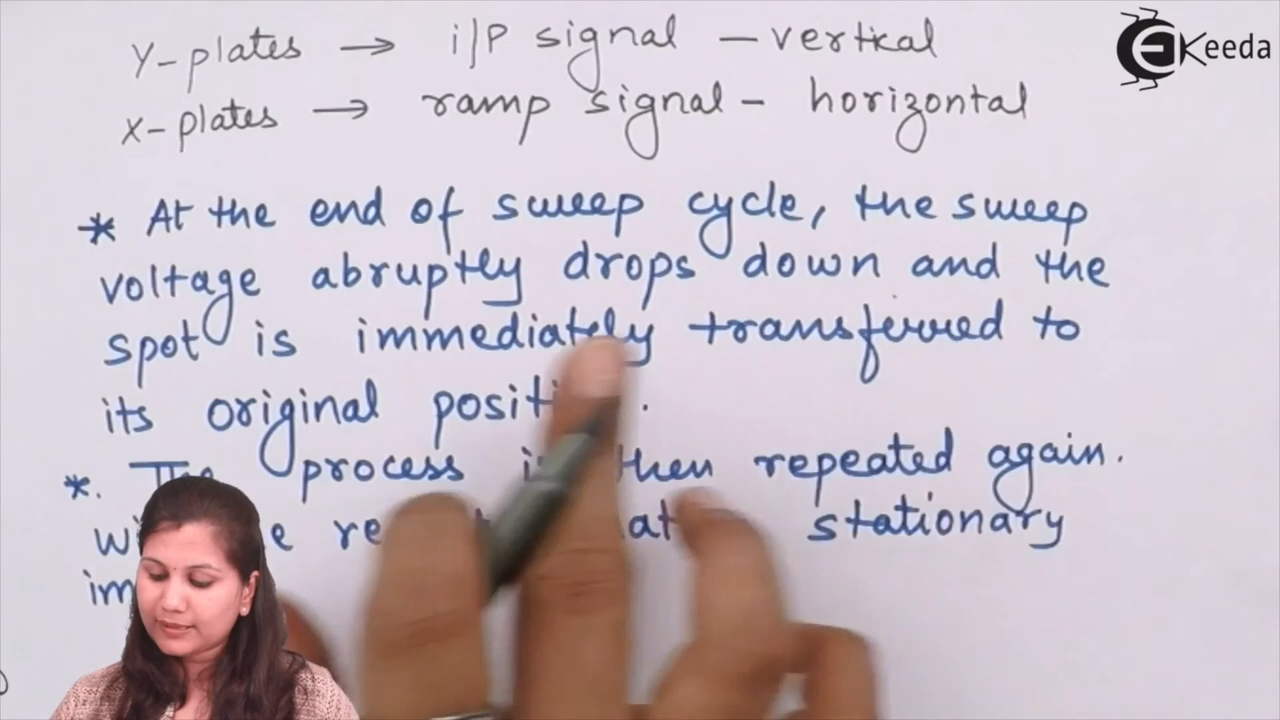 Y-plates → i/P signal - vertical
EKeeda
X-plates → ramp signal - horizontal
* At the end of sweep cycle, the sweep
voltage abruptly drops down and the
spot is immediately transferred to
its original
*. process then repeated again.
stationary